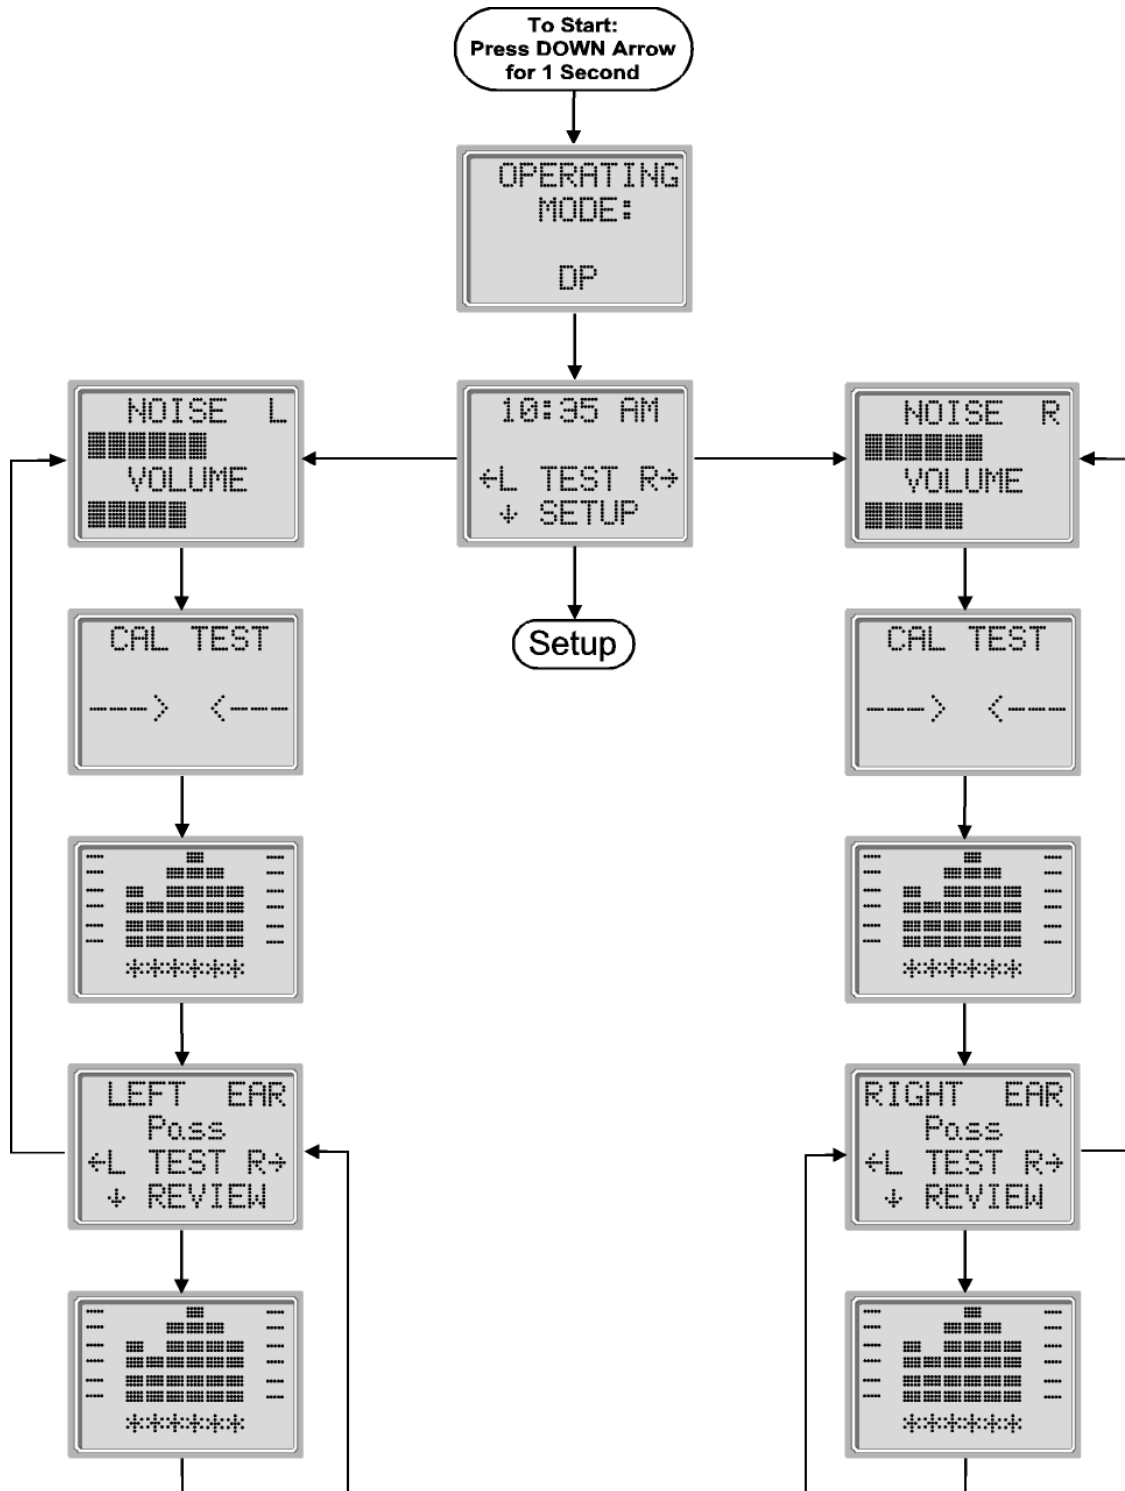 To Start:
Press DOWN Arrow
for 1 Second
OPERATING
MODE:
DP
10:35 AM
←L TEST R→
↓ SETUP
Setup
NOISE L
VOLUME
CAL TEST
---> <---
******
LEFT EAR
Pass
←L TEST R→
↓ REVIEW
******
NOISE R
VOLUME
CAL TEST
---> <---
******
RIGHT EAR
Pass
←L TEST R→
↓ REVIEW
******